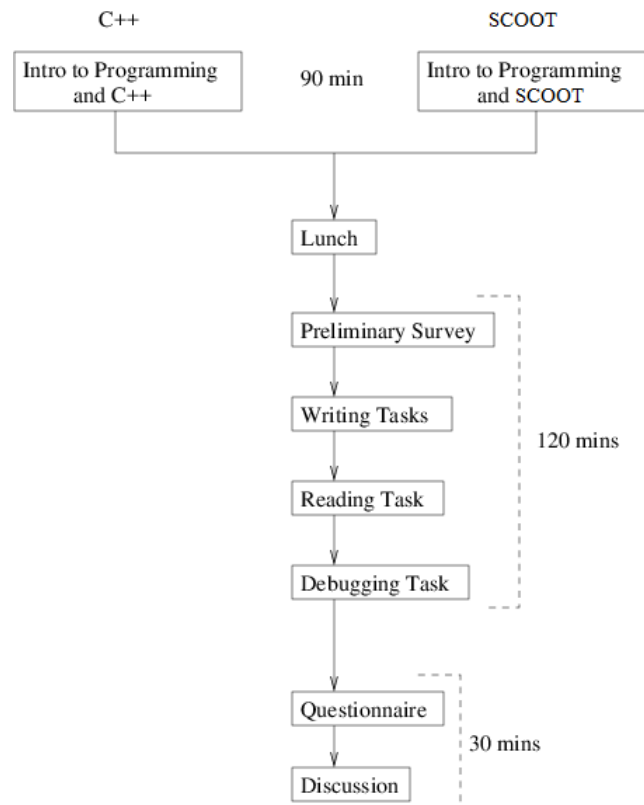 C++
SCOOT
Intro to Programming
and C++
90 min
Intro to Programming
and SCOOT
Lunch
Preliminary Survey
Writing Tasks
120 mins
Reading Task
Debugging Task
Questionnaire
30 mins
Discussion